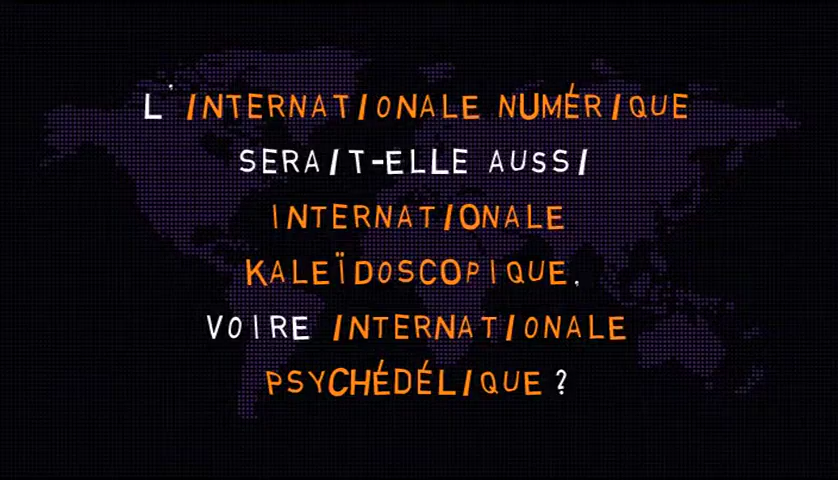 L'INTERNATIONALE NUMÉRIQUE
SERAIT-ELLE AUSSI
INTERNATIONALE
KALEÏDOSCOPIQUE,
VOIRE INTERNATIONALE
PSYCHÉDÉLIQUE ?